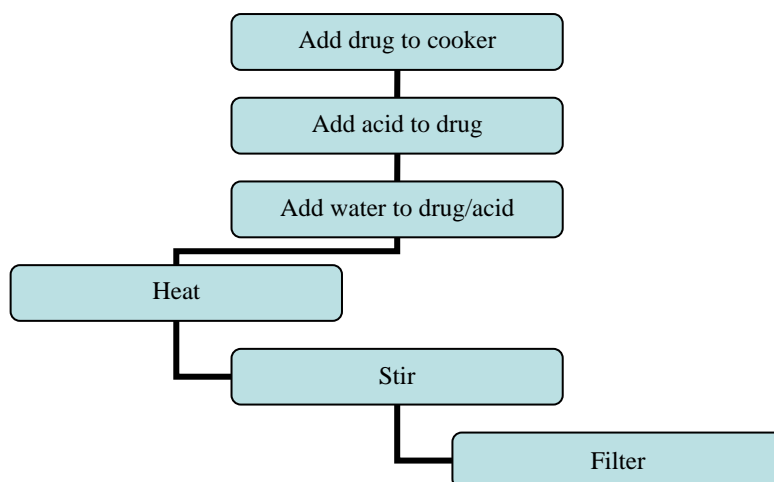 Add drug to cooker
Add acid to drug
Add water to drug/acid
Heat
Stir
Filter